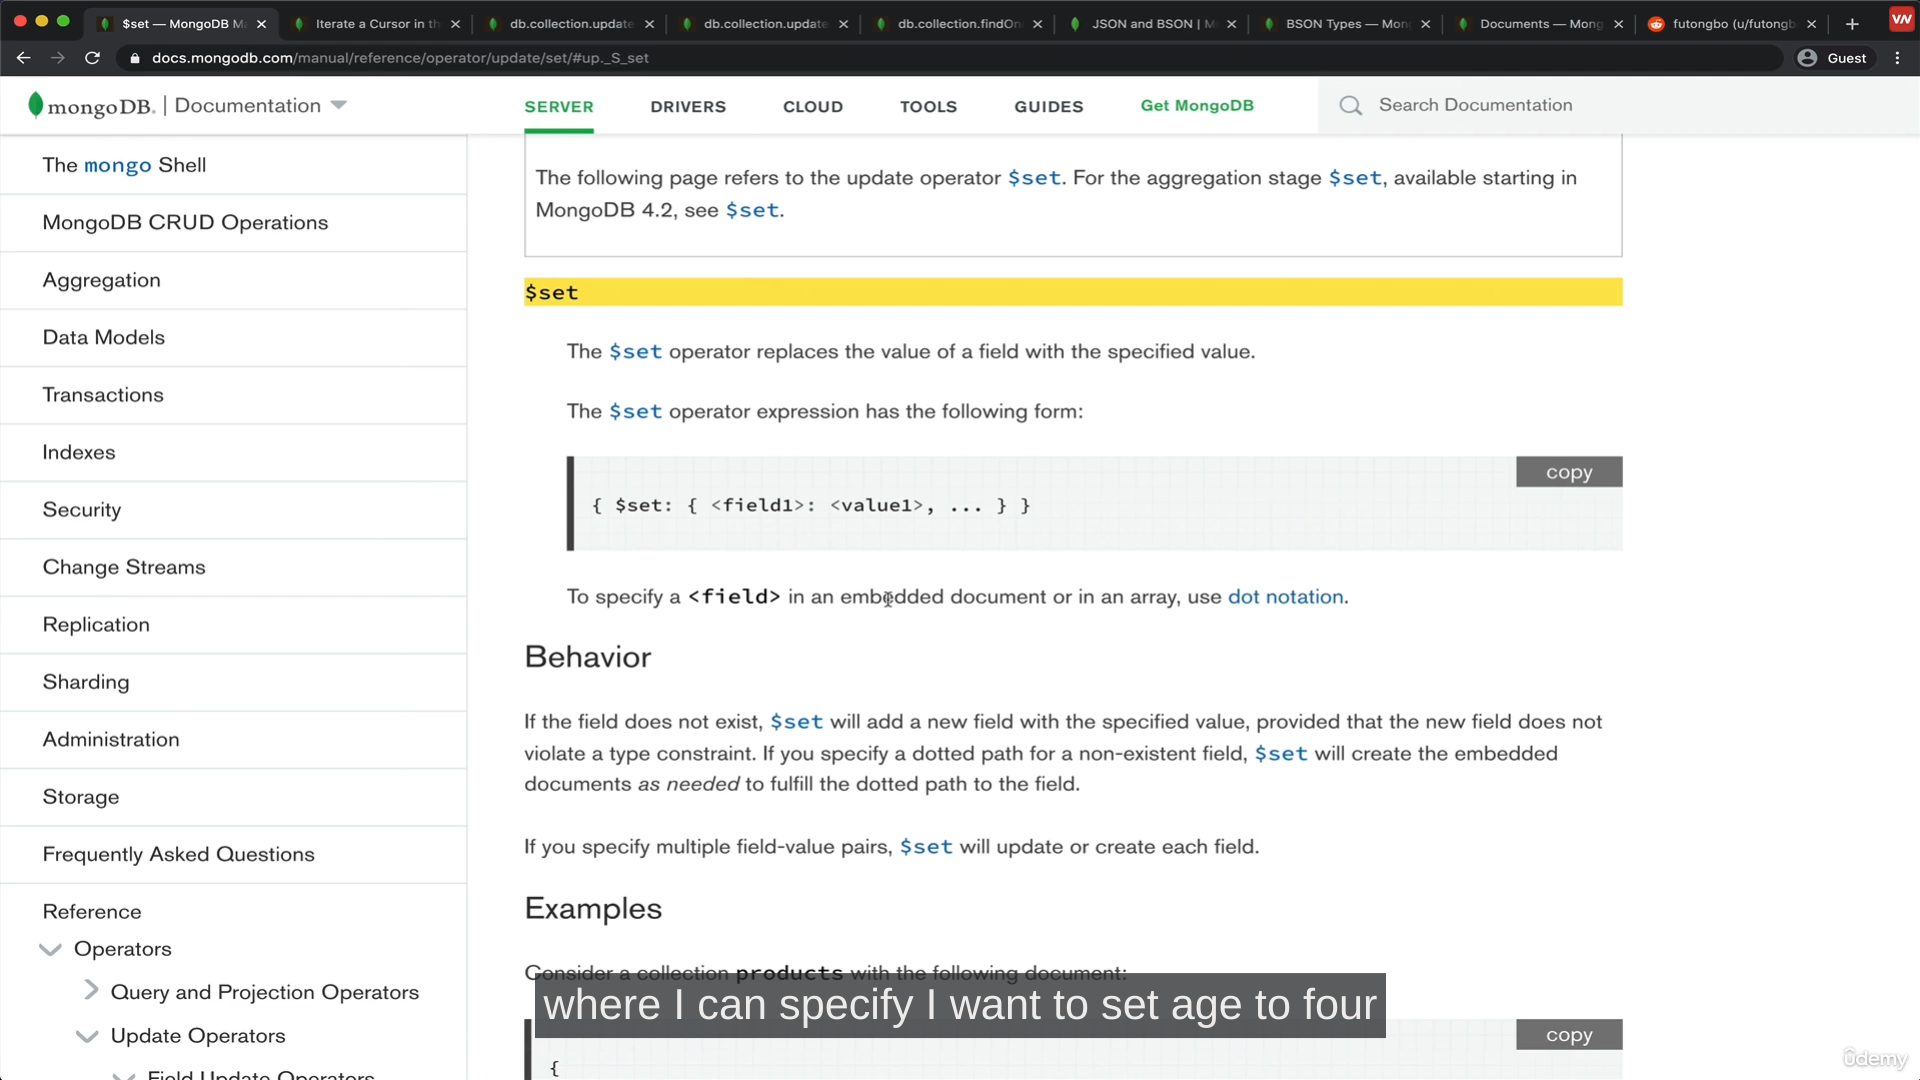 $set — MongoDB M
Iterate a Cursor in th
db.collection.update
db.collection.update
db.collection.findOn
JSON and BSON | M
BSON Types — Mong
Documents — Mong
futongbo (u/futongb
docs.mongodb.com/manual/reference/operator/update/set/#up._S_set
Guest
mongoDB. | Documentation
SERVER
DRIVERS
CLOUD
TOOLS
GUIDES
Get MongoDB
Search Documentation
The mongo Shell
MongoDB CRUD Operations
Aggregation
Data Models
Transactions
Indexes
Security
Change Streams
Replication
Sharding
Administration
Storage
Frequently Asked Questions
Reference
Operators
Query and Projection Operators
Update Operators
Field Update Operators
The following page refers to the update operator $set. For the aggregation stage $set, available starting in
MongoDB 4.2, see $set.
$set
The $set operator replaces the value of a field with the specified value.
The $set operator expression has the following form:
copy
{ $set: { <field1>: <value1>, ... } }
To specify a <field> in an embedded document or in an array, use dot notation.
Behavior
If the field does not exist, $set will add a new field with the specified value, provided that the new field does not
violate a type constraint. If you specify a dotted path for a non-existent field, $set will create the embedded
documents as needed to fulfill the dotted path to the field.
If you specify multiple field-value pairs, $set will update or create each field.
Examples
Consider a collection products with the following document:
where I can specify I want to set age to four
copy
{
ûdemy